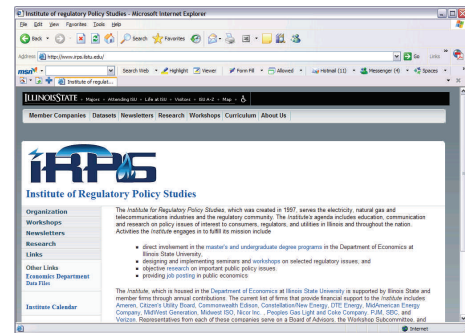 Institute of regulatory Policy Studies - Microsoft Internet Explorer
File Edit View Favorites Tools Help
Back Search Favorites
Address http://www.irps.ilstu.edu/ Go Links
msn Search Web Highlight Viewer Form Fill Allowed Hotmail (11) Messenger (4) Spaces
Institute of regulat...
ILLINOIS STATE Majors Attending ISU Life at ISU Visitors ISU A-Z Map
Member Companies Datasets Newsletters Research Workshops Curriculum About Us
iRPS
Institute of Regulatory Policy Studies
Organization
Workshops
Newsletters
Research
Links
Other Links
Economics Department
Data Files
Institute Calendar
The Institute for Regulatory Policy Studies, which was created in 1997, serves the electricity, natural gas and
telecommunications industries and the regulatory community. The Institute's agenda includes education, communication
and research on policy issues of interest to consumers, regulators, and utilities in Illinois and throughout the nation.
Activities the Institute engages in to fulfill its mission include
direct involvement in the master's and undergraduate degree programs in the Department of Economics at
Illinois State University;
designing and implementing seminars and workshops on selected regulatory issues; and
objective research on important public policy issues.
providing job posting in public economics
The Institute, which is housed in the Department of Economics at Illinois State University is supported by Illinois State and
member firms through annual contributions. The current list of firms that provide financial support to the Institute includes
Ameren, Citizen's Utility Board, Commonwealth Edison, Constellation/New Energy, DTE Energy, MidAmerican Energy
Company, MidWest Generation, Midwest ISO, Nicor Inc., Peoples Gas Light and Coke Company, PJM, SBC, and
Verizon. Representatives from each of these companies serve on a Board of Advisors, the Workshop Subcommittee, and
Internet